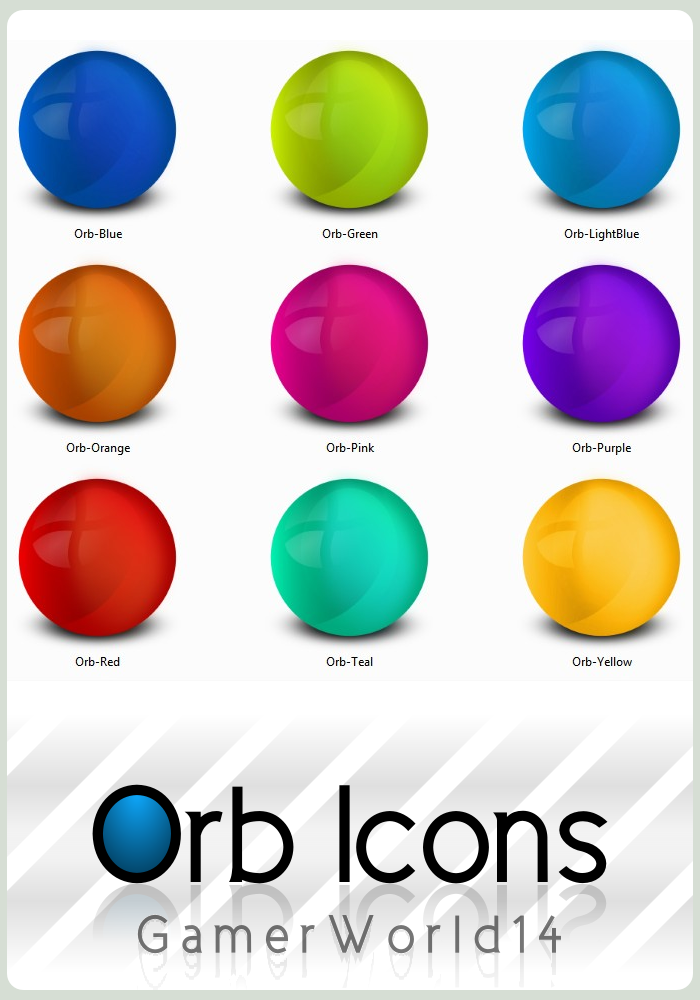 Orb-Blue Orb-Green Orb-LightBlue
Orb-Orange Orb-Pink Orb-Purple
Orb-Red Orb-Teal Orb-Yellow
Orb Icons
GamerWorld14